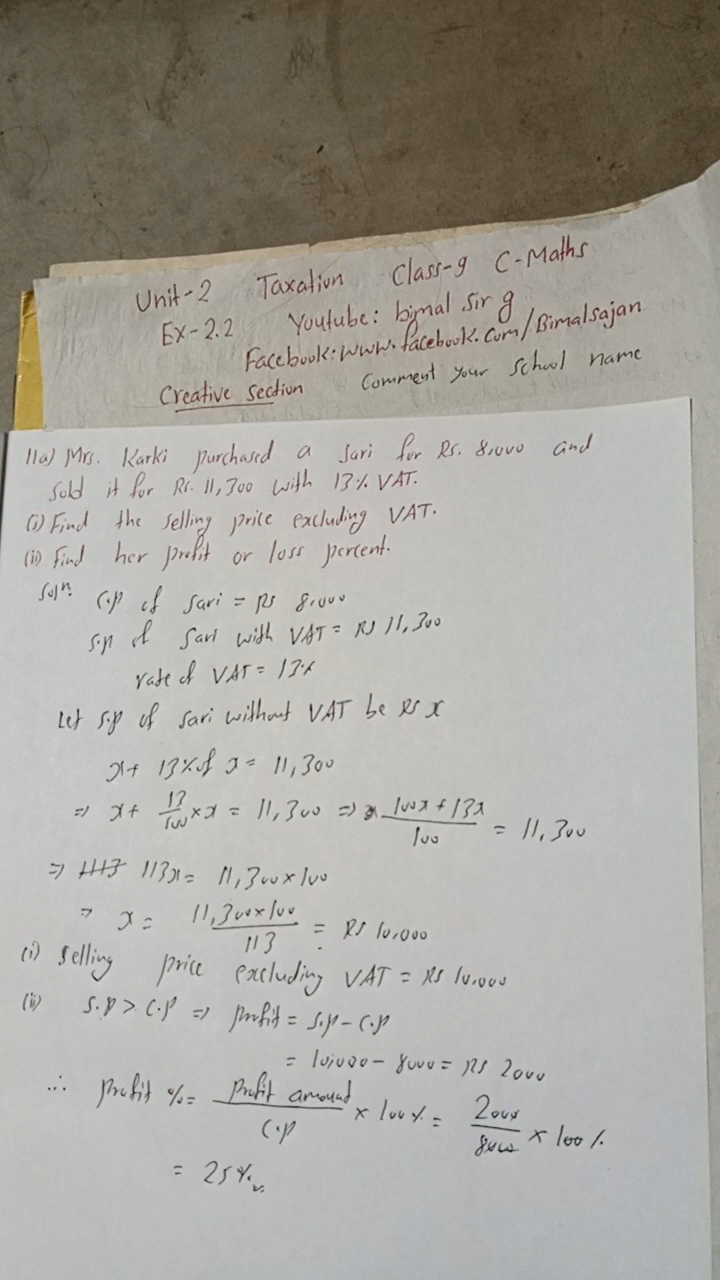 Unit-2 Taxation Class-9 C-Maths
Ex-2.2 Youtube: bimal sir g
Facebook: www.facebook.com/Bimalsajan
Creative section Comment your school name
11a) Mrs. Karki purchased a sari for Rs. 8,000 and
sold it for Rs. 11,300 with 13% VAT.
(i) Find the selling price excluding VAT.
(ii) Find her profit or loss percent.
Solⁿ C.p of sari = Rs 8,000
s.p of sari with VAT = Rs 11,300
rate of VAT = 13%
Let s.p of sari without VAT be Rs x
x + 13% of x = 11,300
⇒ x + 13/100 × x = 11,300 ⇒ 100x + 13x / 100 = 11,300
⇒ 113x = 11,300 × 100
⇒ x = 11,300 × 100 / 113 = Rs 10,000
(i) Selling price excluding VAT = Rs 10,000
(ii) S.p > C.p ⇒ profit = s.p - c.p
= 10,000 - 8000 = Rs 2000
∴ profit % = profit amount / C.p × 100% = 2000 / 8000 × 100%
= 25%